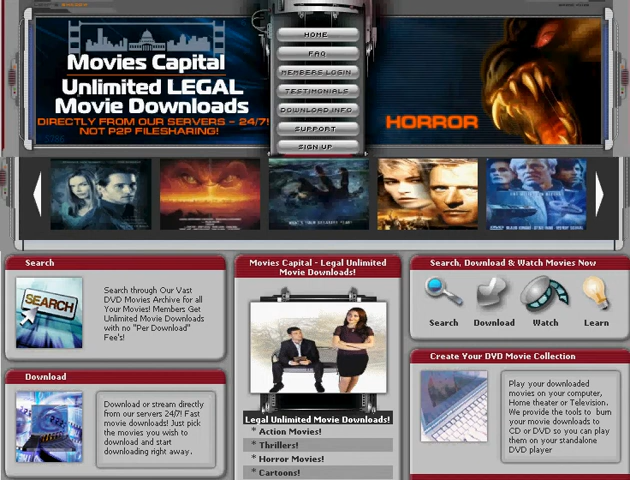 HOME
FAQ
MEMBERS LOGIN
TESTIMONIALS
DOWNLOAD INFO
SUPPORT
SIGN UP
Movies Capital
Unlimited LEGAL
Movie Downloads
DIRECTLY FROM OUR SERVERS - 24/7!
NOT P2P FILESHARING!
HORROR
Search
Search through Our Vast
DVD Movies Archive for all
Your Movies! Members Get
Unlimited Movie Downloads
with no "Per Download"
Fee's!
SEARCH
Download
Download or stream directly
from our servers 24/7! Fast
movie downloads! Just pick
the movies you wish to
download and start
downloading right away.
Movies Capital - Legal Unlimited
Movie Downloads!
Legal Unlimited Movie Downloads!
* Action Movies!
* Thrillers!
* Horror Movies!
* Cartoons!
Search, Download & Watch Movies Now
Search Download Watch Learn
Create Your DVD Movie Collection
Play your downloaded
movies on your computer,
Home theater or Television.
We provide the tools to burn
your movie downloads to
CD or DVD so you can play
them on your standalone
DVD player